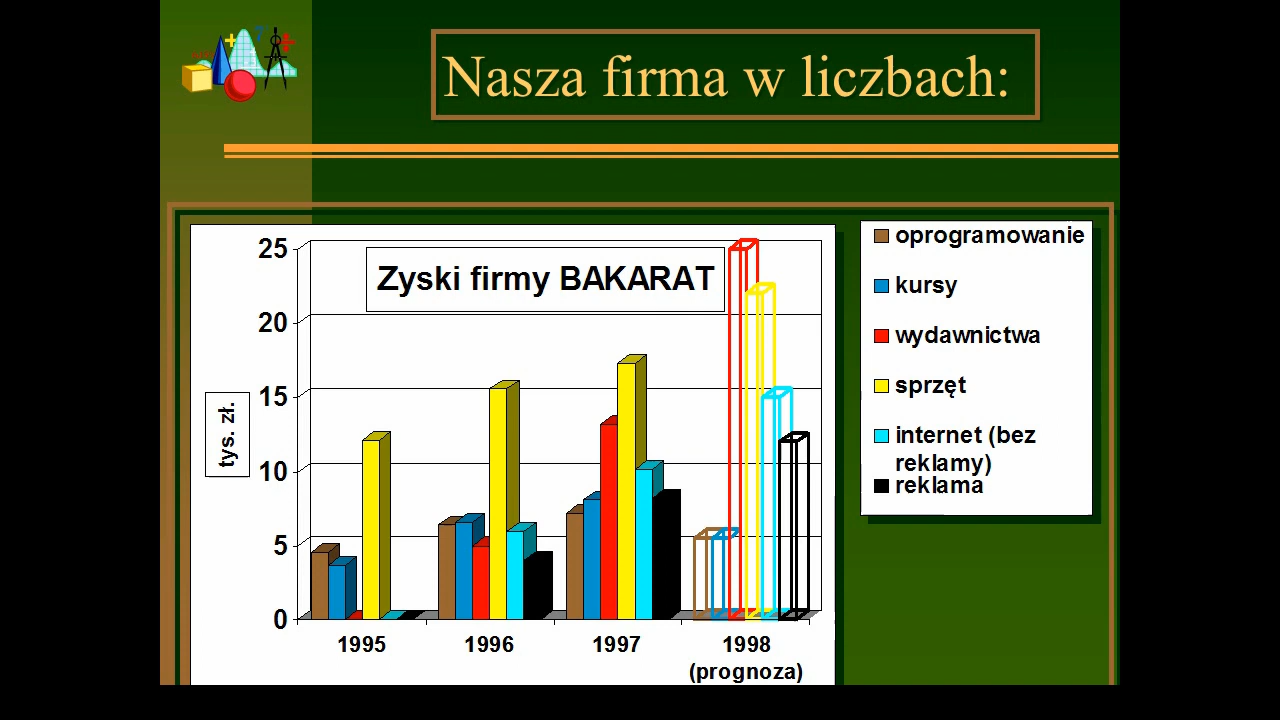 Nasza firma w liczbach:
Zyski firmy BAKARAT
tys. zł.
25
20
15
10
5
0
1995
1996
1997
1998
(prognoza)
oprogramowanie
kursy
wydawnictwa
sprzęt
internet (bez
reklamy)
reklama